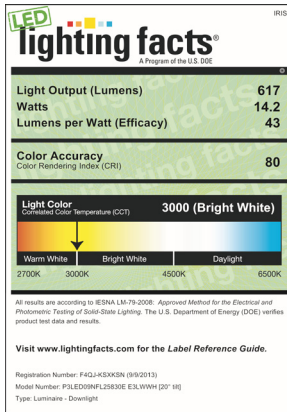 IRIS
LED
lighting facts®
A Program of the U.S. DOE
Light Output (Lumens) 617
Watts 14.2
Lumens per Watt (Efficacy) 43
Color Accuracy
Color Rendering Index (CRI) 80
Light Color
Correlated Color Temperature (CCT) 3000 (Bright White)
Warm White Bright White Daylight
2700K 3000K 4500K 6500K
All results are according to IESNA LM-79-2008: Approved Method for the Electrical and
Photometric Testing of Solid-State Lighting. The U.S. Department of Energy (DOE) verifies
product test data and results.
Visit www.lightingfacts.com for the Label Reference Guide.
Registration Number: F4QJ-KSXKSN (9/9/2013)
Model Number: P3LED09NFL25830E E3LWWH [20° tilt]
Type: Luminaire - Downlight